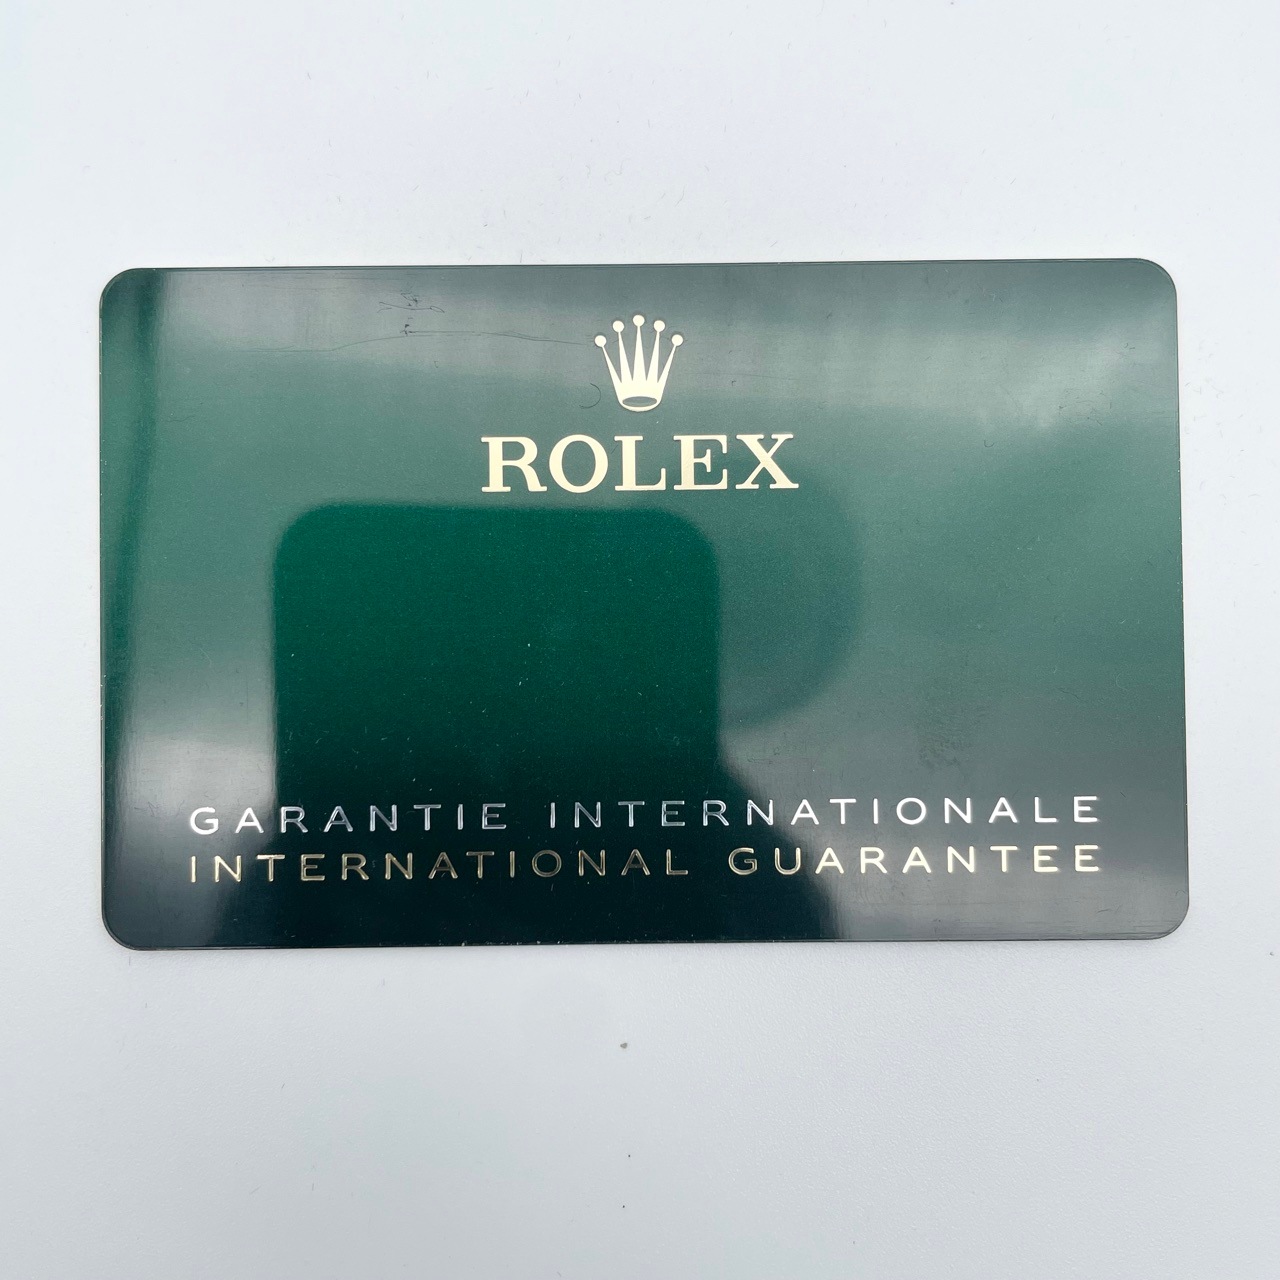 ROLEX
GARANTIE INTERNATIONALE
INTERNATIONAL GUARANTEE